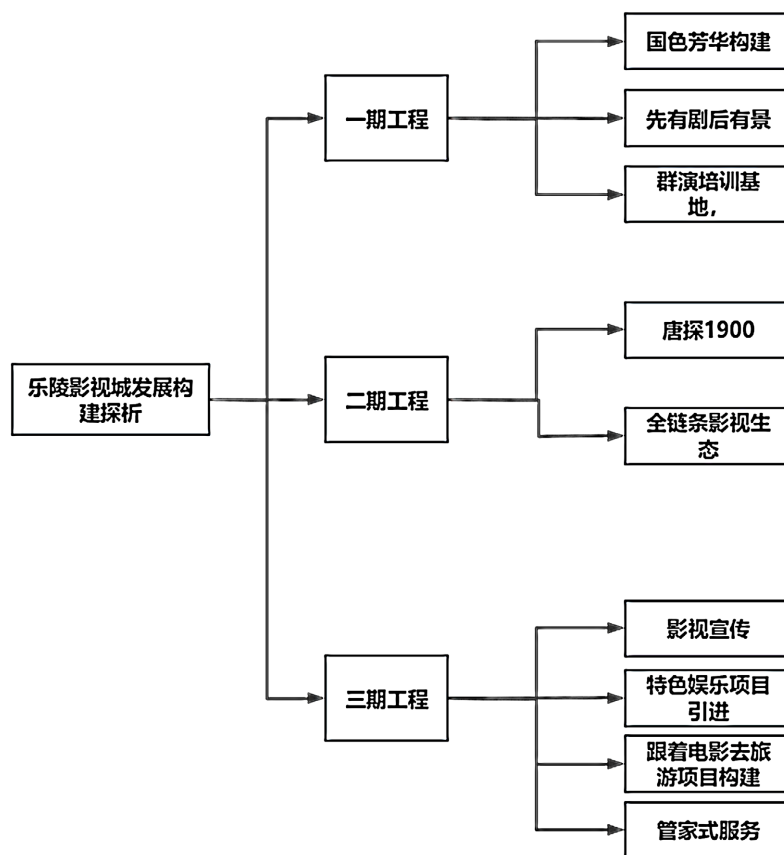 乐陵影视城发展构
建探析
一期工程
国色芳华构建
先有剧后有景
群演培训基
地，
二期工程
唐探1900
全链条影视生
态
三期工程
影视宣传
特色娱乐项目
引进
跟着电影去旅
游项目构建
管家式服务